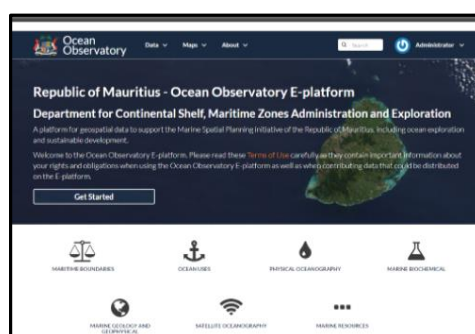 Ocean
Observatory
Data
Maps
About
Search
Administrator
Republic of Mauritius - Ocean Observatory E-platform
Department for Continental Shelf, Maritime Zones Administration and Exploration
A platform for geospatial data to support the Marine Spatial Planning initiative of the Republic of Mauritius, including ocean exploration
and sustainable development.
Welcome to the Ocean Observatory E-platform. Please read these Terms of Use carefully as they contain important information about
your rights and obligations when using the Ocean Observatory E-platform as well as when contributing data that could be distributed
on the E-platform.
Get Started
MARITIME BOUNDARIES
OCEAN USES
PHYSICAL OCEANOGRAPHY
MARINE BIOCHEMICAL
MARINE GEOLOGY AND
GEOPHYSICAL
SATELLITE OCEANOGRAPHY
MARINE RESOURCES